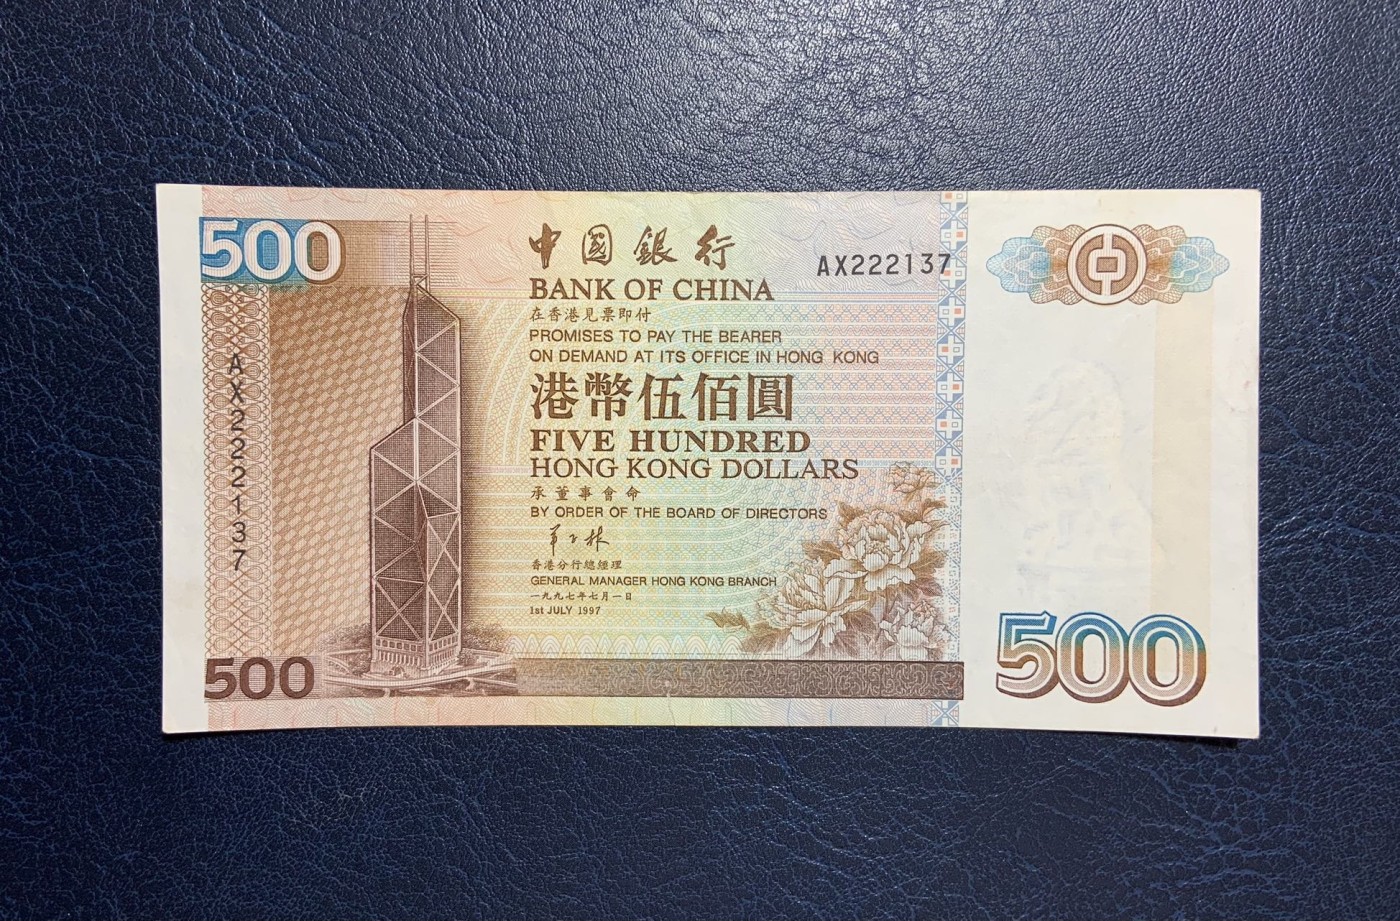 500
中國銀行
AX222137
BANK OF CHINA
在香港見票即付
PROMISES TO PAY THE BEARER
ON DEMAND AT ITS OFFICE IN HONG KONG
港幣伍佰圓
FIVE HUNDRED
HONG KONG DOLLARS
承董事會命
BY ORDER OF THE BOARD OF DIRECTORS
香港分行總經理
GENERAL MANAGER HONG KONG BRANCH
一九九七年七月一日
1st JULY 1997
AX222137
500
500